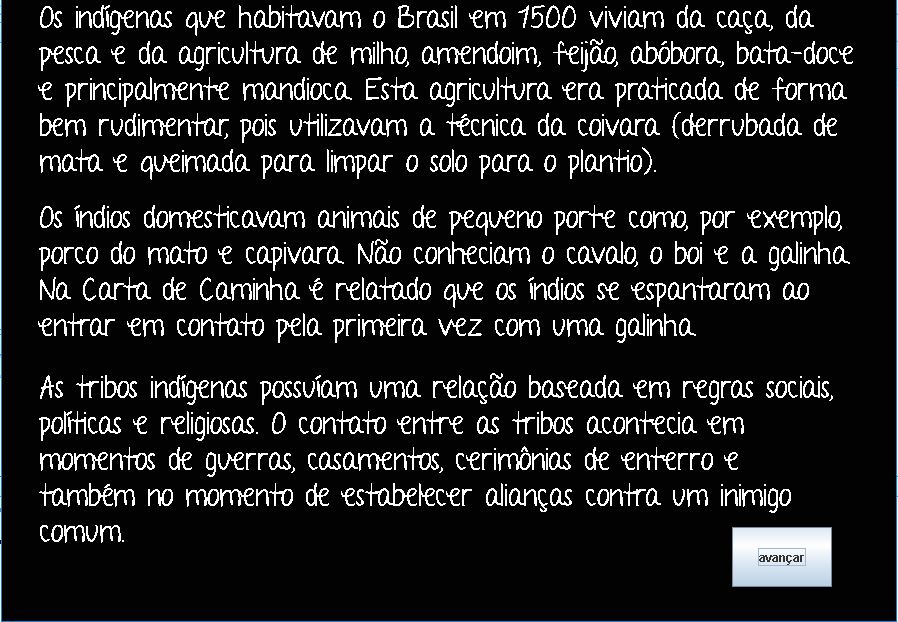 Os indígenas que habitavam o Brasil em 1500 viviam da caça, da
pesca e da agricultura de milho, amendoim, feijão, abóbora, bata-doce
e principalmente mandioca. Esta agricultura era praticada de forma
bem rudimentar, pois utilizavam a técnica da coivara (derrubada de
mata e queimada para limpar o solo para o plantio).
Os índios domesticavam animais de pequeno porte como, por exemplo,
porco do mato e capivara. Não conheciam o cavalo, o boi e a galinha.
Na Carta de Caminha é relatado que os índios se espantaram ao
entrar em contato pela primeira vez com uma galinha.
As tribos indígenas possuíam uma relação baseada em regras sociais,
políticas e religiosas. O contato entre as tribos acontecia em
momentos de guerras, casamentos, cerimônias de enterro e
também no momento de estabelecer alianças contra um inimigo
comum.
avançar